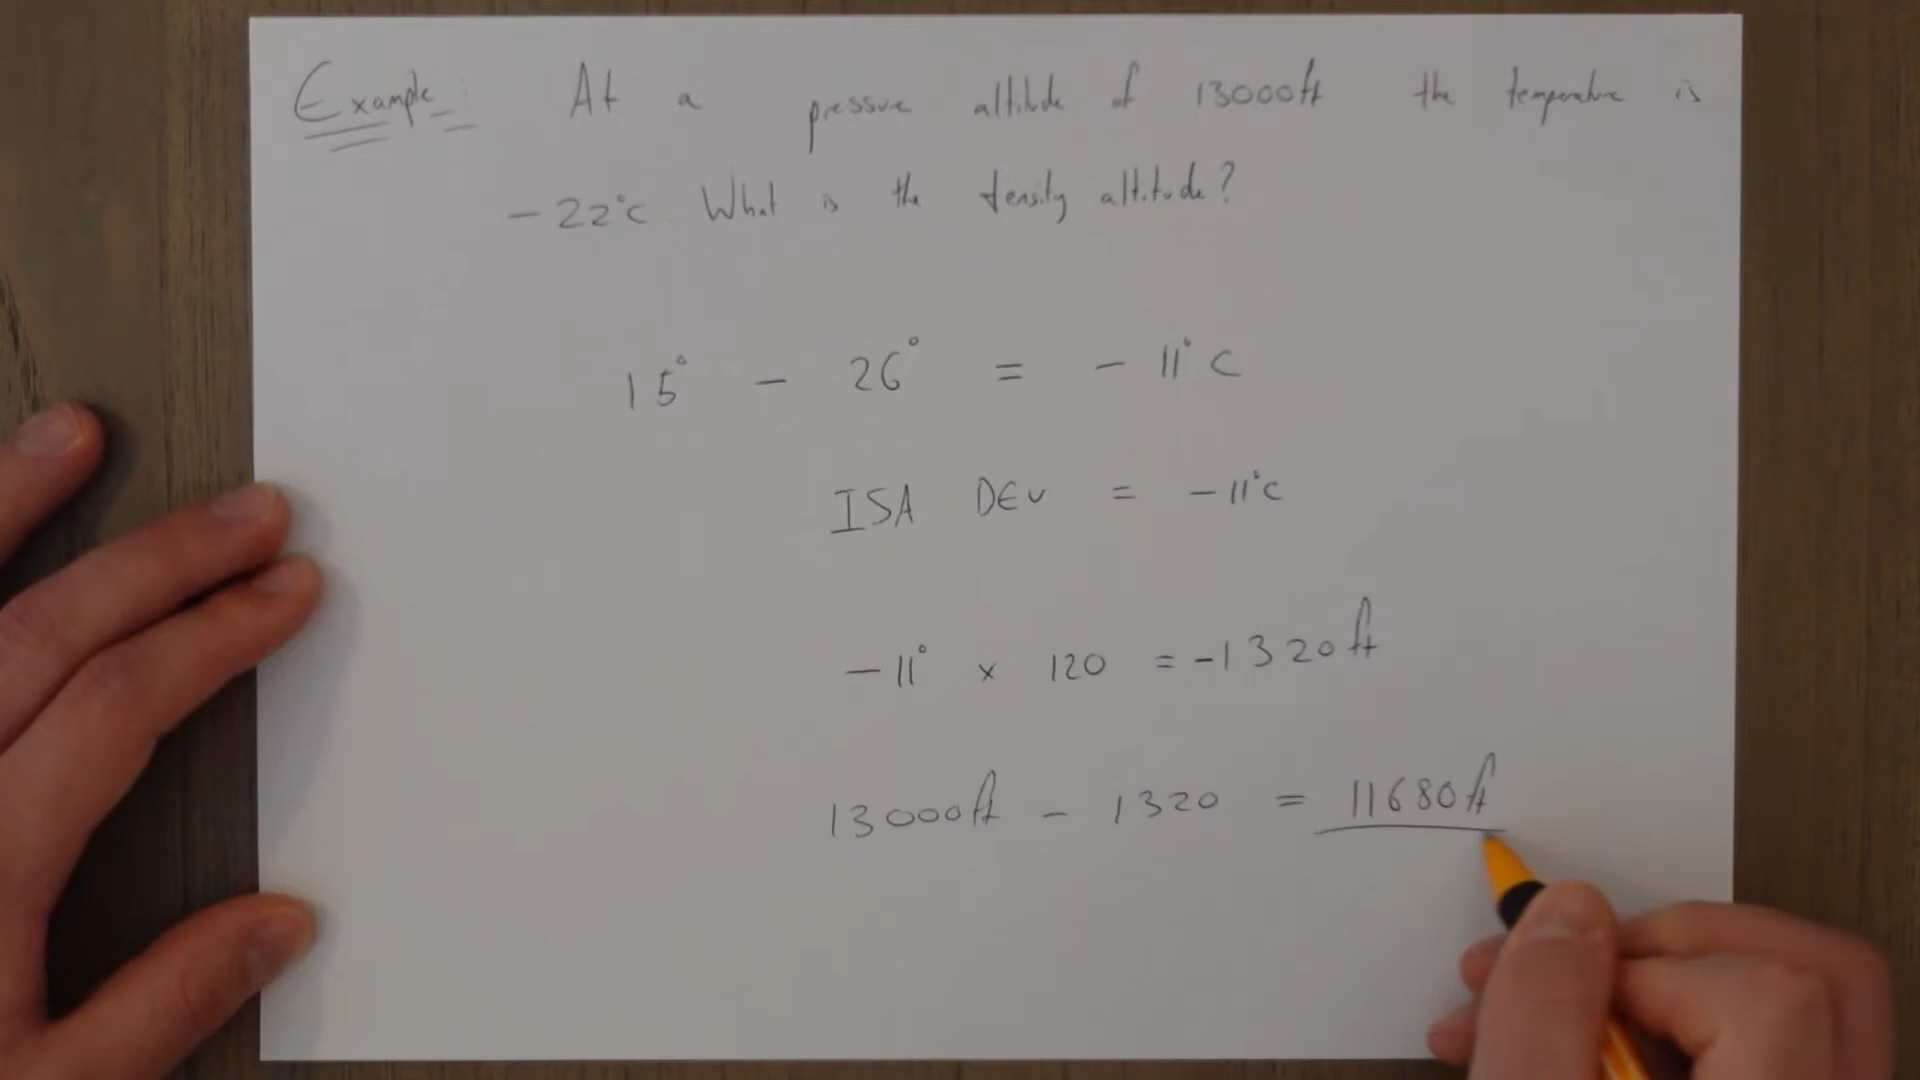 Example: At a pressure altitude of 13000ft the temperature is
-22°C What is the density altitude?
15° - 26° = - 11°C
ISA DEV = -11°C
-11° x 120 = -1320ft
13000ft - 1320 = 11680ft